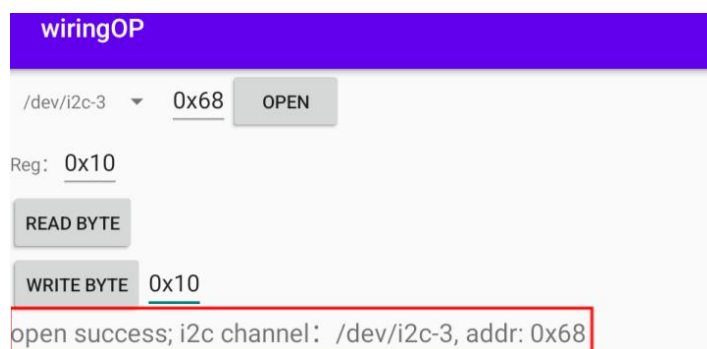 wiringOP
/dev/i2c-3 0x68 OPEN
Reg: 0x10
READ BYTE
WRITE BYTE 0x10
open success; i2c channel：/dev/i2c-3, addr: 0x68